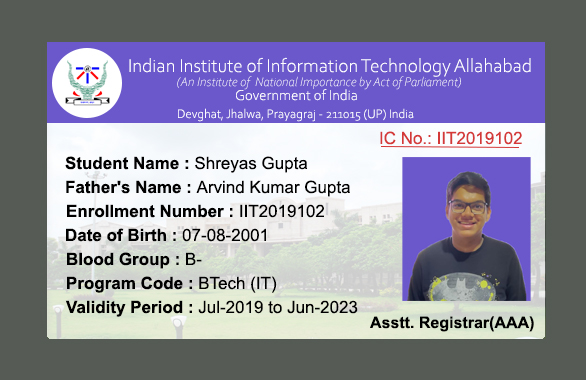 Indian Institute of Information Technology Allahabad
(An Institute of National Importance by Act of Parliament)
Government of India
Devghat, Jhalwa, Prayagraj - 211015 (UP) India
IC No.: IIT2019102
Student Name : Shreyas Gupta
Father's Name : Arvind Kumar Gupta
Enrollment Number : IIT2019102
Date of Birth : 07-08-2001
Blood Group : B-
Program Code : BTech (IT)
Validity Period : Jul-2019 to Jun-2023
Asstt. Registrar(AAA)